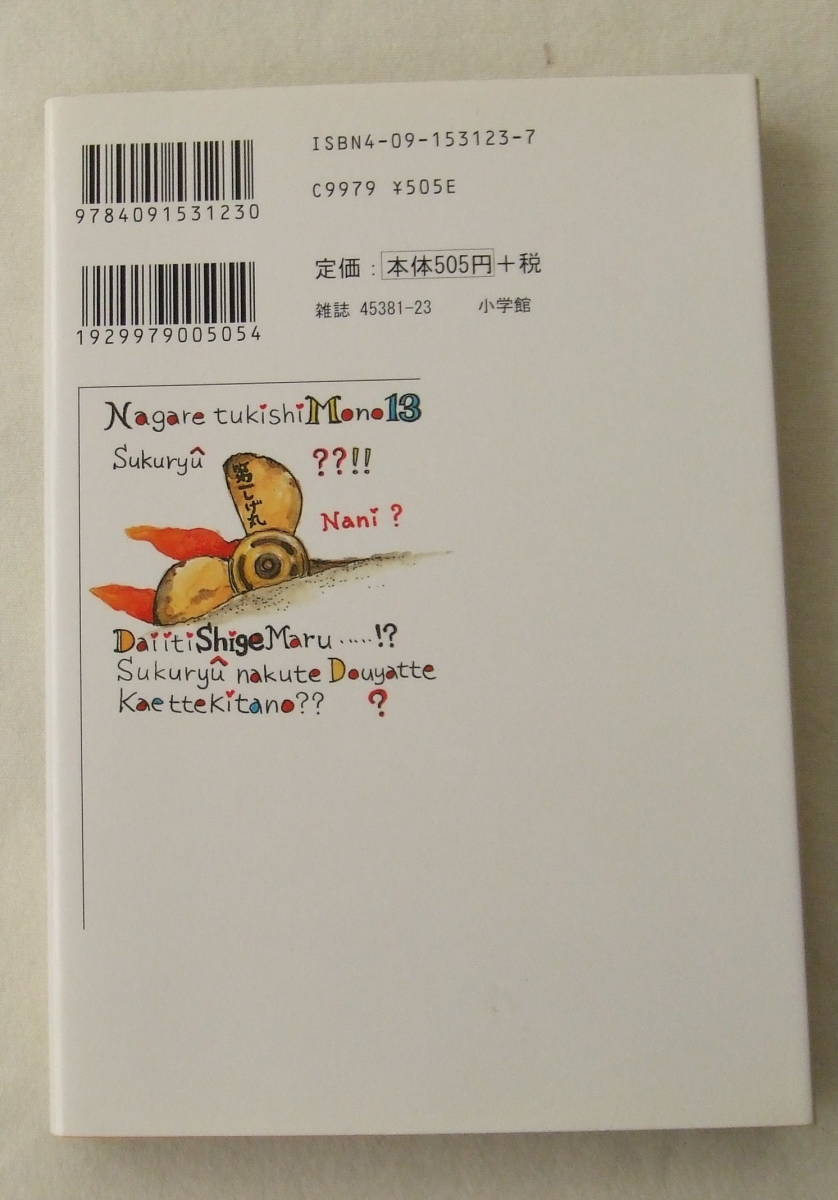 ISBN4-09-153123-7
9784091531230
C9979 ¥505E
定価：本体505円＋税
雑誌 45381-23 小学館
1929979005054
Nagare tukishi Mono 13
Sukuryû ??!!
第一しげ丸
Nani ?
Daiiti Shige Maru ‥‥‥!?
Sukuryû nakute Douyatte
Kaettekitano?? ?